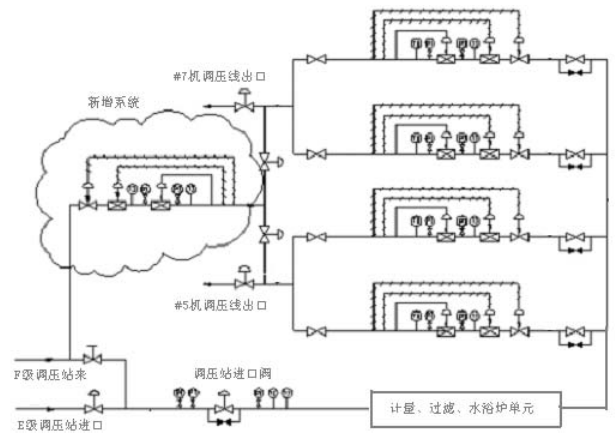 #7机调压线出口
新增系统
#5机调压线出口
F级调压站来
调压站进口阀
E级调压站进口
计量、过滤、水浴炉单元